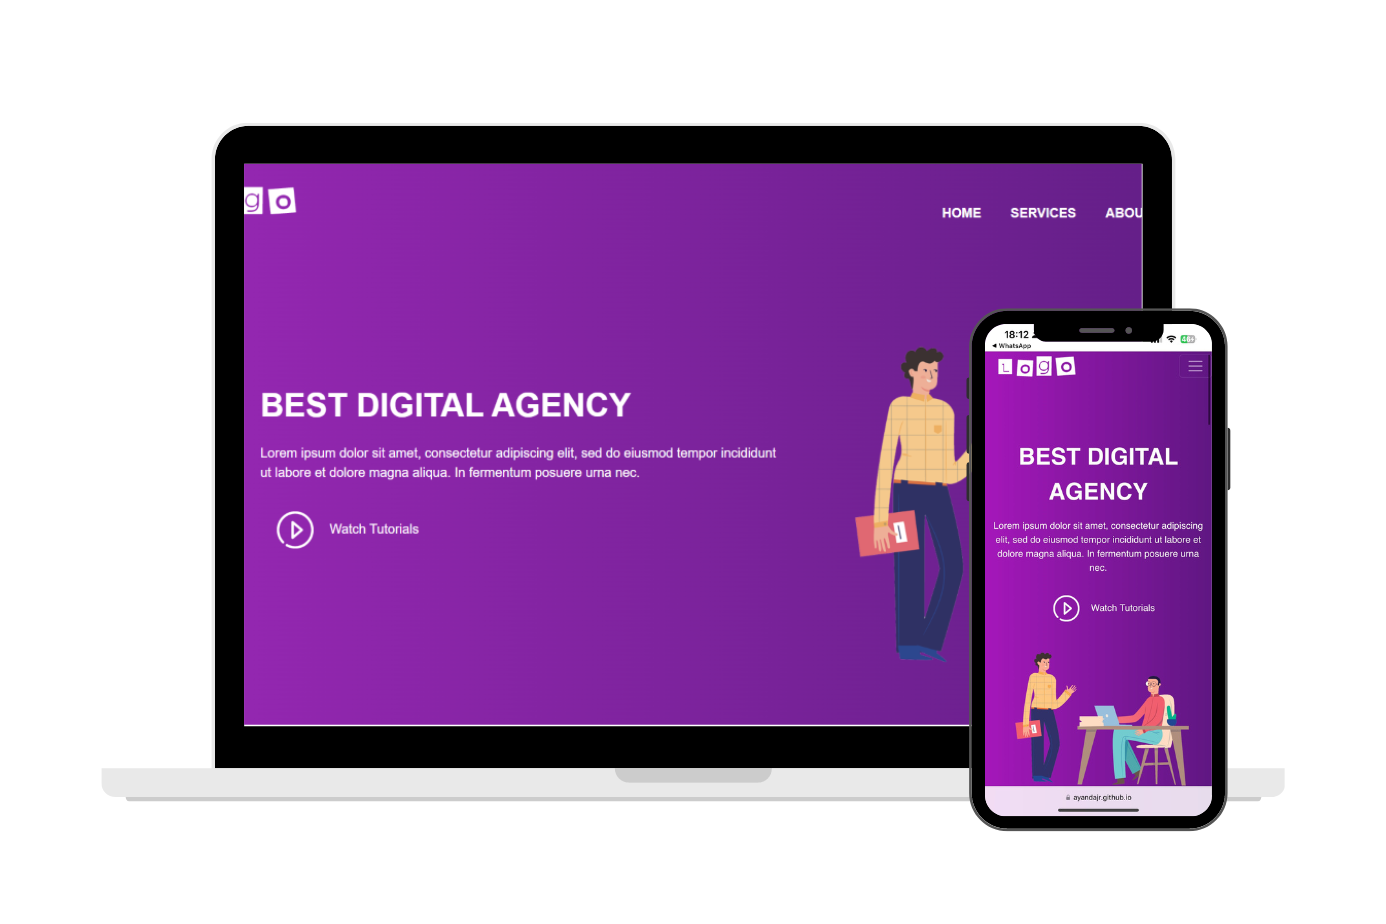 go
HOME SERVICES ABOU
BEST DIGITAL AGENCY
Lorem ipsum dolor sit amet, consectetur adipiscing elit, sed do eiusmod tempor incididunt
ut labore et dolore magna aliqua. In fermentum posuere urna nec.
Watch Tutorials
18:12
◀ WhatsApp
Logo
BEST DIGITAL
AGENCY
Lorem ipsum dolor sit amet, consectetur adipiscing
elit, sed do eiusmod tempor incididunt ut labore et
dolore magna aliqua. In fermentum posuere urna
nec.
Watch Tutorials
ayandajr.github.io